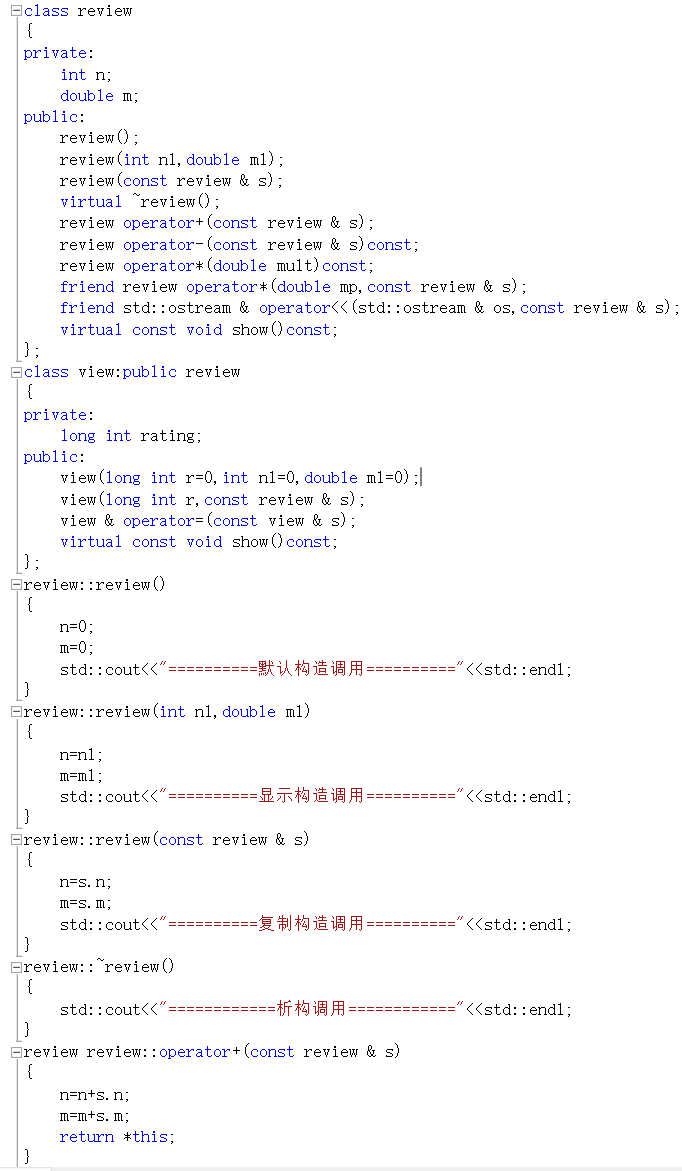 class review
{
private:
    int n;
    double m;
public:
    review();
    review(int n1,double m1);
    review(const review & s);
    virtual ~review();
    review operator+(const review & s);
    review operator-(const review & s)const;
    review operator*(double mult)const;
    friend review operator*(double mp,const review & s);
    friend std::ostream & operator<<(std::ostream & os,const review & s);
    virtual const void show()const;
};
class view:public review
{
private:
    long int rating;
public:
    view(long int r=0,int n1=0,double m1=0);
    view(long int r,const review & s);
    view & operator=(const view & s);
    virtual const void show()const;
};
review::review()
{
    n=0;
    m=0;
    std::cout<<"==========默认构造调用=========="<<std::endl;
}
review::review(int n1,double m1)
{
    n=n1;
    m=m1;
    std::cout<<"==========显示构造调用=========="<<std::endl;
}
review::review(const review & s)
{
    n=s.n;
    m=s.m;
    std::cout<<"==========复制构造调用=========="<<std::endl;
}
review::~review()
{
    std::cout<<"============析构调用============"<<std::endl;
}
review review::operator+(const review & s)
{
    n=n+s.n;
    m=m+s.m;
    return *this;
}